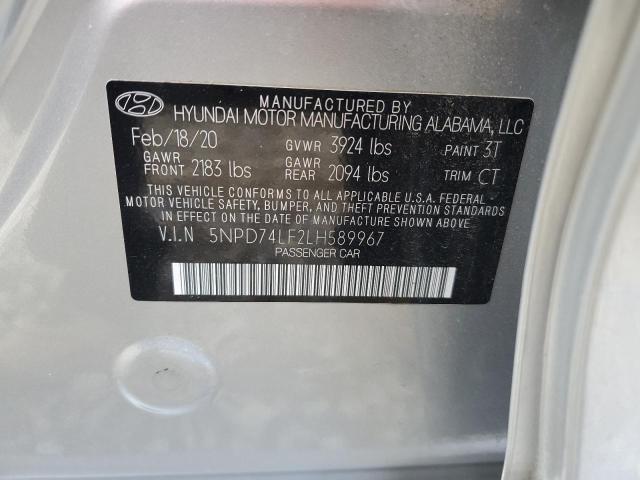 MANUFACTURED BY
HYUNDAI MOTOR MANUFACTURING ALABAMA, LLC
Feb/18/20 GVWR 3924 lbs PAINT 3T
GAWR FRONT 2183 lbs GAWR REAR 2094 lbs TRIM CT
THIS VEHICLE CONFORMS TO ALL APPLICABLE U.S.A. FEDERAL
MOTOR VEHICLE SAFETY, BUMPER, AND THEFT PREVENTION STANDARDS
IN EFFECT ON THE DATE OF MANUFACTURE SHOWN ABOVE.
V.I.N 5NPD74LF2LH589967
PASSENGER CAR